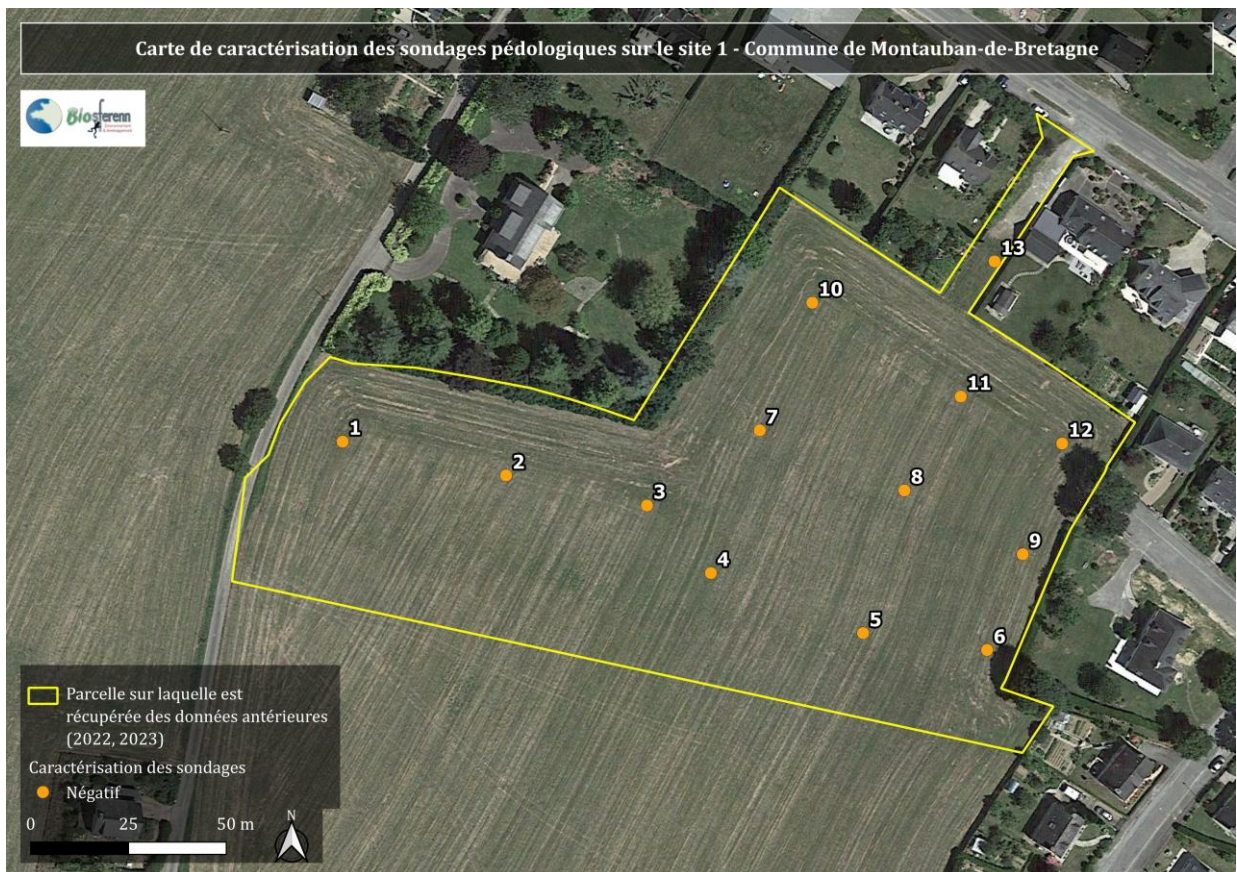 Carte de caractérisation des sondages pédologiques sur le site 1 - Commune de Montauban-de-Bretagne
Biosferenn
13
10
11
12
7
1
2
8
3
9
4
5
6
Parcelle sur laquelle est
récupérée des données antérieures
(2022, 2023)
Caractérisation des sondages
Négatif
0 25 50 m
N